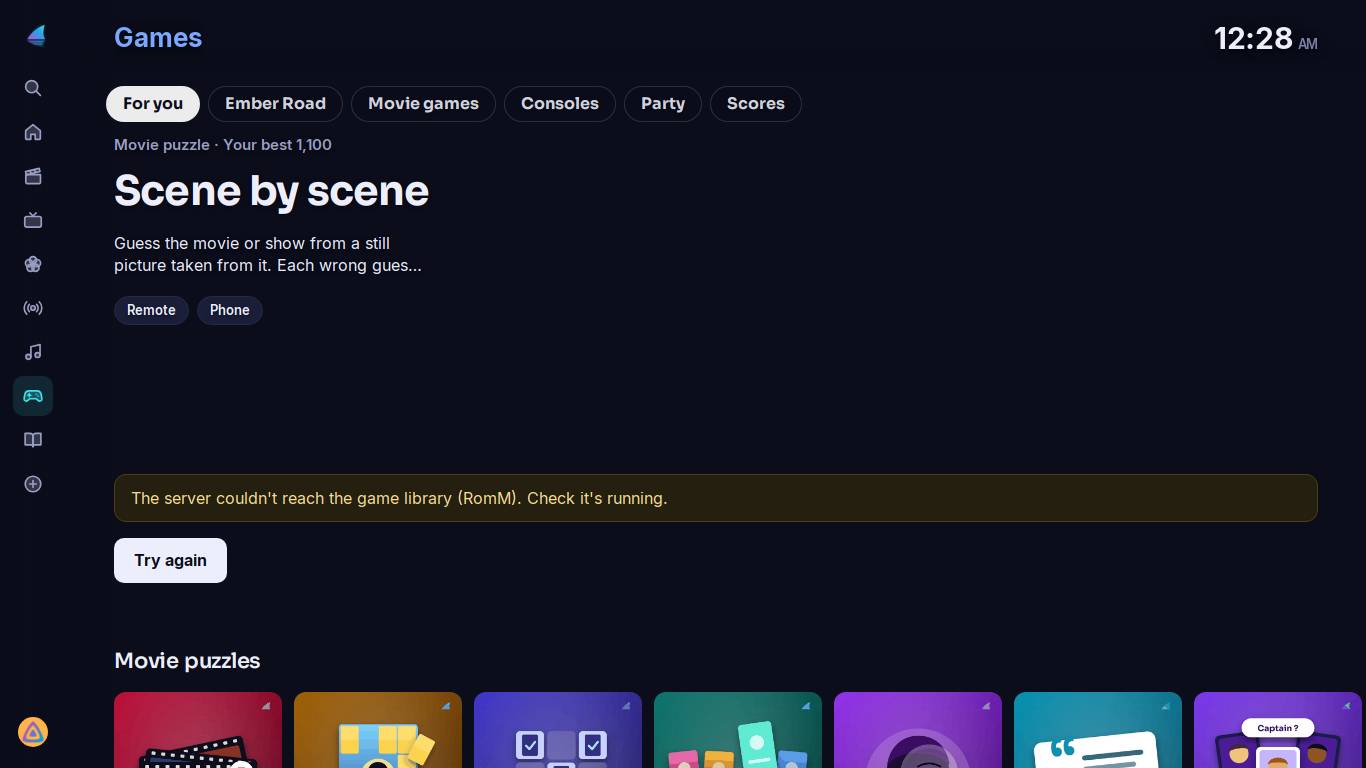 Games
12:28 AM
For you
Ember Road
Movie games
Consoles
Party
Scores
Movie puzzle · Your best 1,100
Scene by scene
Guess the movie or show from a still
picture taken from it. Each wrong gues…
Remote
Phone
The server couldn't reach the game library (RomM). Check it's running.
Try again
Movie puzzles
Captain ?